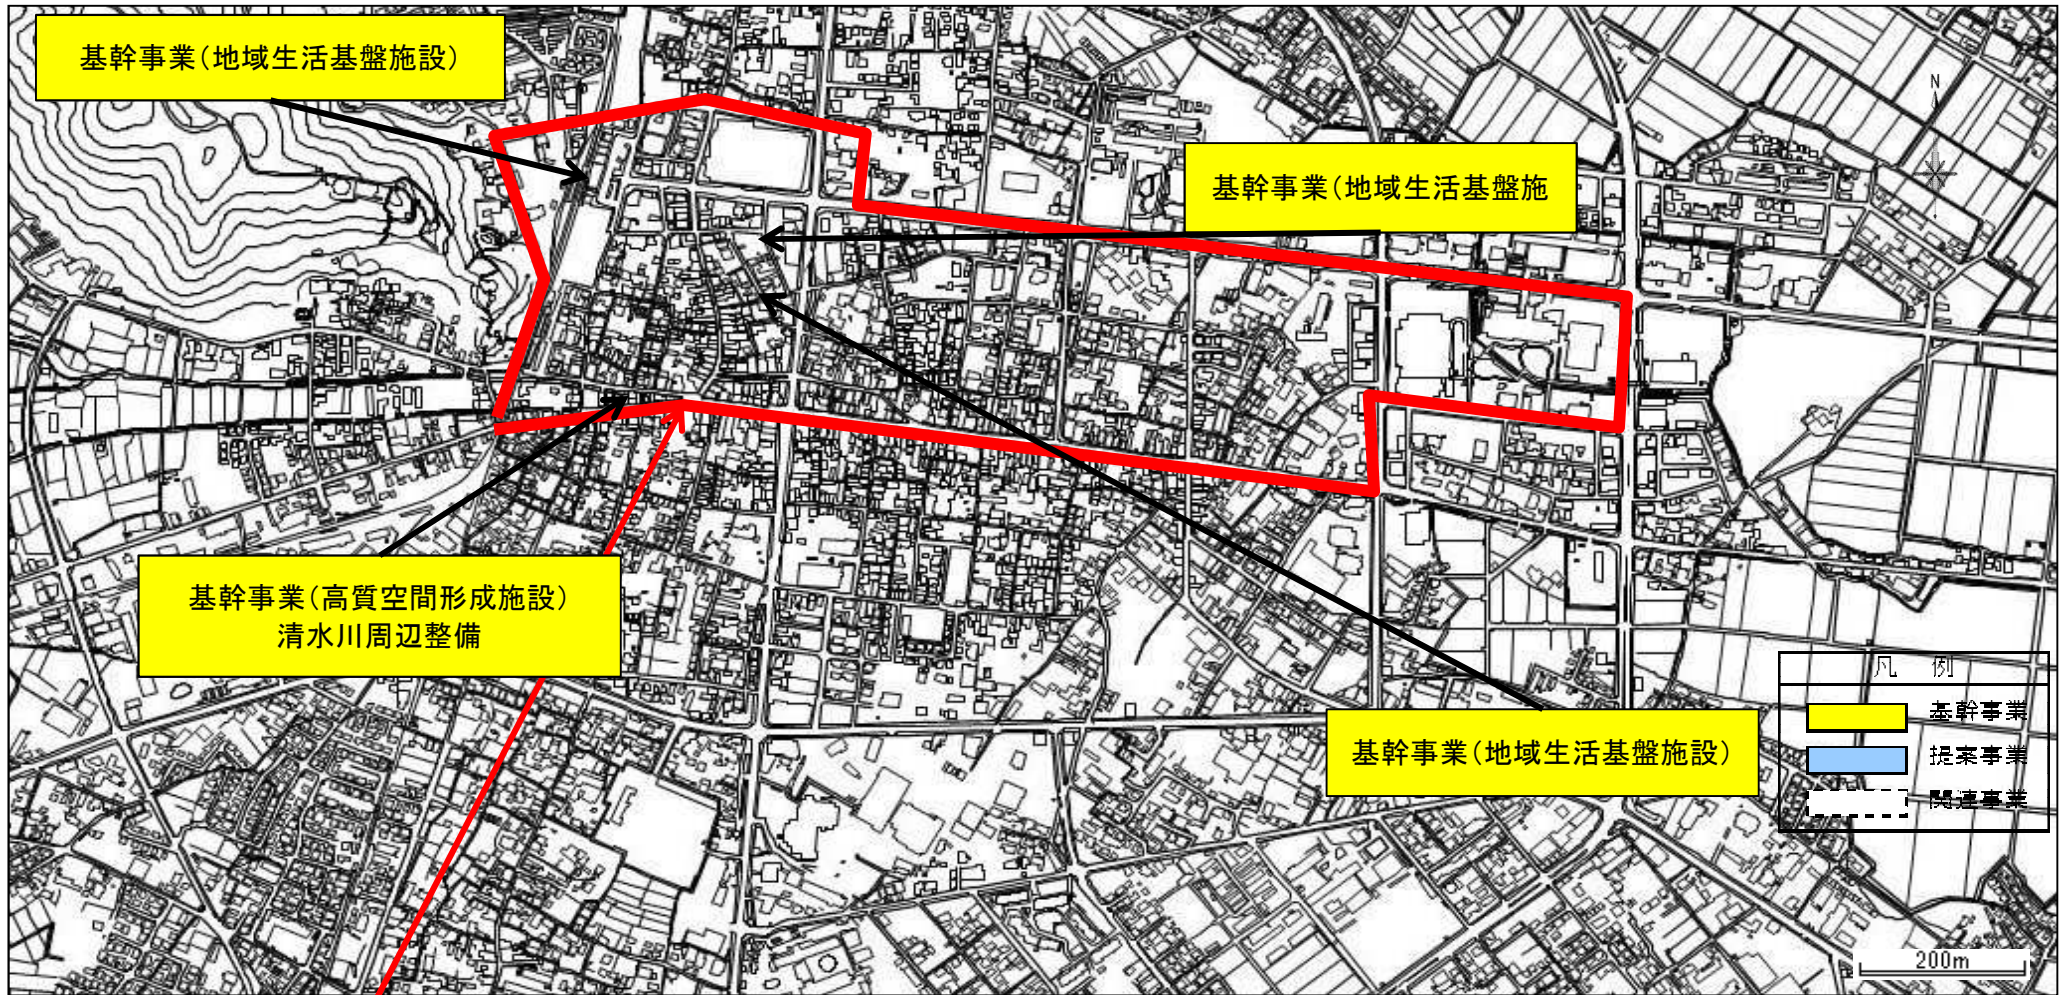 基幹事業(地域生活基盤施設)
N
基幹事業(地域生活基盤施
基幹事業(高質空間形成施設)
清水川周辺整備
基幹事業(地域生活基盤施設)
凡 例
基幹事業
提案事業
関連事業
200m